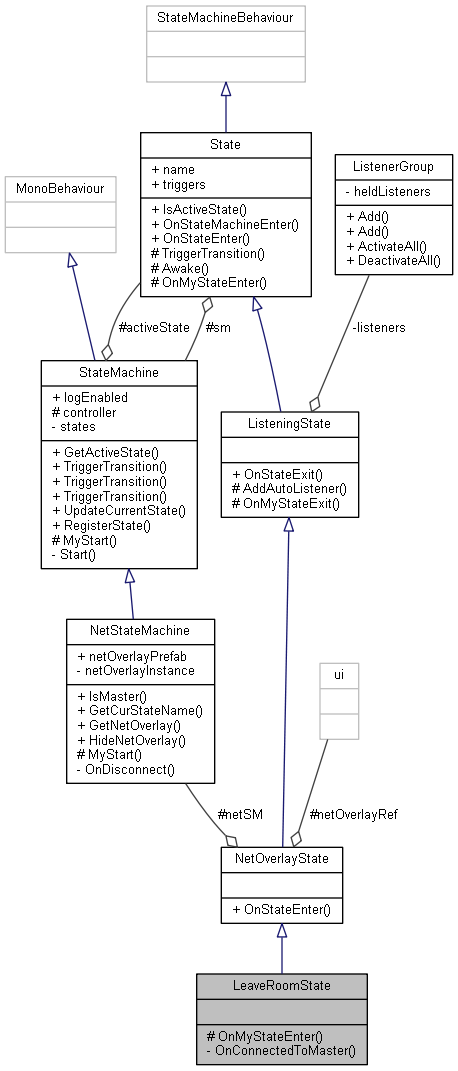 StateMachineBehaviour
State
+ name
+ triggers
+ IsActiveState()
+ OnStateMachineEnter()
+ OnStateEnter()
# TriggerTransition()
# Awake()
# OnMyStateEnter()
ListenerGroup
- heldListeners
+ Add()
+ Add()
+ ActivateAll()
+ DeactivateAll()
MonoBehaviour
#activeState
#sm
-listeners
StateMachine
+ logEnabled
# controller
- states
+ GetActiveState()
+ TriggerTransition()
+ TriggerTransition()
+ TriggerTransition()
+ UpdateCurrentState()
+ RegisterState()
# MyStart()
- Start()
ListeningState
+ OnStateExit()
# AddAutoListener()
# OnMyStateExit()
NetStateMachine
+ netOverlayPrefab
- netOverlayInstance
+ IsMaster()
+ GetCurStateName()
+ GetNetOverlay()
+ HideNetOverlay()
# MyStart()
- OnDisconnect()
ui
#netSM
#netOverlayRef
NetOverlayState
+ OnStateEnter()
LeaveRoomState
# OnMyStateEnter()
- OnConnectedToMaster()